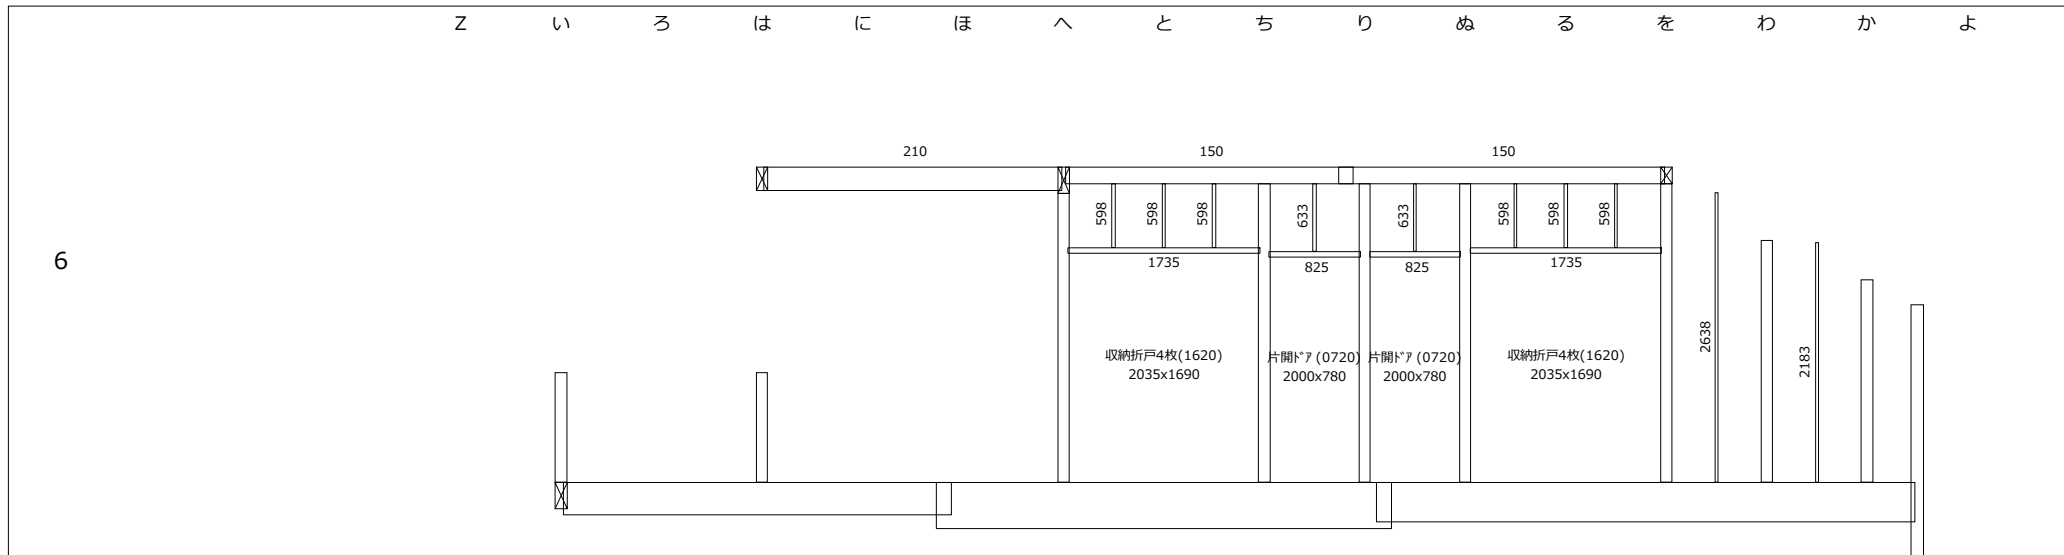 Z い ろ は に ほ へ と ち り ぬ る を わ か よ
210 150 150
598 598 598 633 633 598 598 598
6
1735 825 825 1735
2638
2183
収納折戸4枚(1620)
2035x1690
片開ドア(0720)
2000x780
片開ドア(0720)
2000x780
収納折戸4枚(1620)
2035x1690